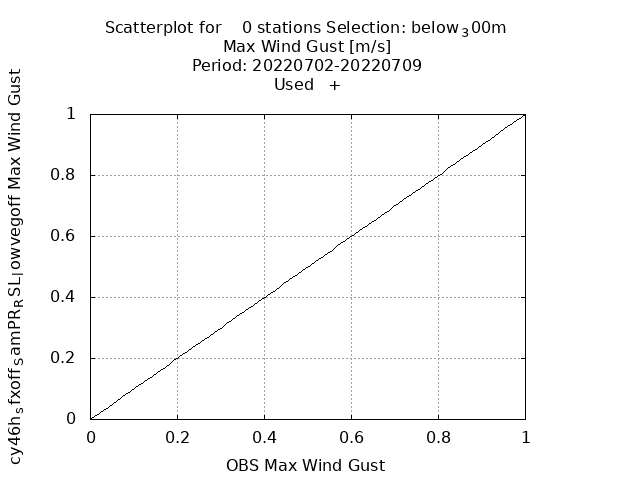 Scatterplot for 0 stations Selection: below₃00m
Max Wind Gust [m/s]
Period: 20220702-20220709
Used +
cy46hₛfxoffₛamPR_RSL_lowvegoff Max Wind Gust
1
0.8
0.6
0.4
0.2
0
0 0.2 0.4 0.6 0.8 1
OBS Max Wind Gust